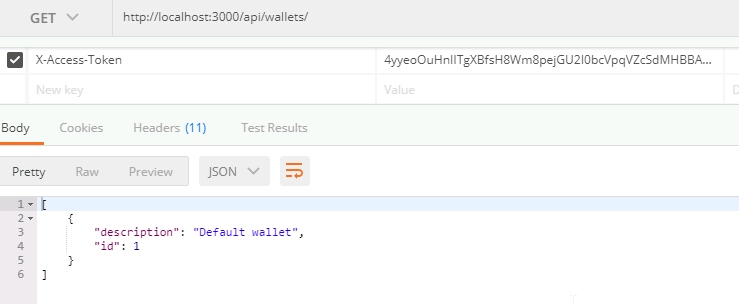 GET http://localhost:3000/api/wallets/
X-Access-Token 4yyeoOuHnIlTgXBfsH8Wm8pejGU2I0bcVpqVZcSdMHBBA...
New key Value D
Body Cookies Headers (11) Test Results
Pretty Raw Preview JSON
1 [
2 {
3 "description": "Default wallet",
4 "id": 1
5 }
6 ]